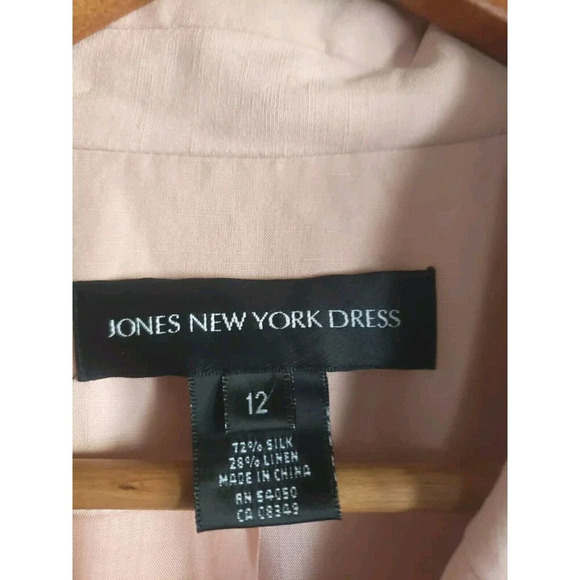 JONES NEW YORK DRESS
12
72% SILK
28% LINEN
MADE IN CHINA
RN 54050
CA 08349